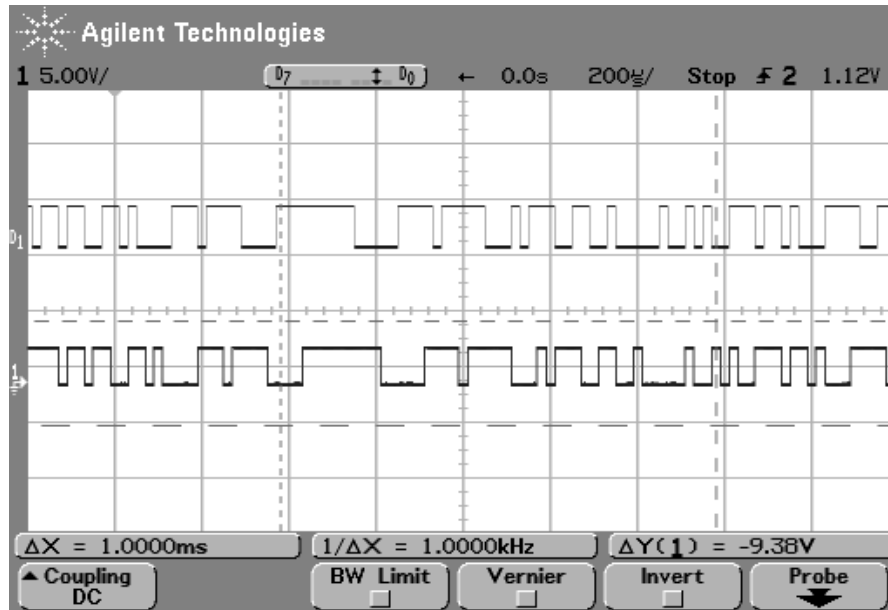 Agilent Technologies
1 5.00V/ D7 D0 ← 0.0s 200㎲/ Stop 2 1.12V
D1
1
ΔX = 1.0000ms 1/ΔX = 1.0000kHz ΔY(1) = -9.38V
Coupling BW Limit Vernier Invert Probe
DC